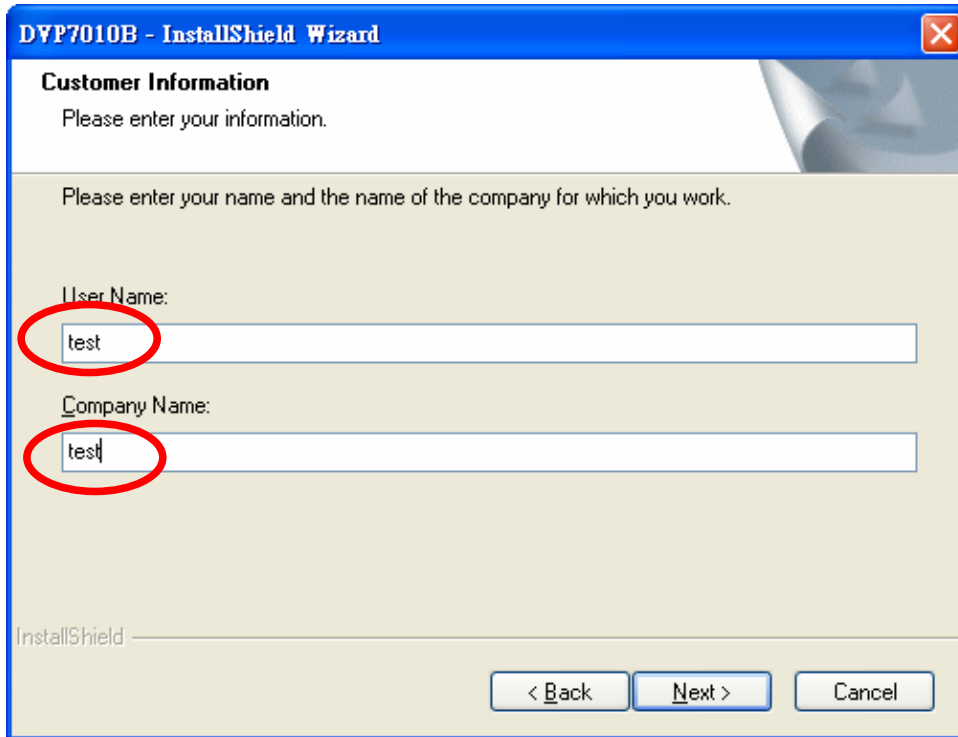 DVP7010B - InstallShield Wizard
Customer Information
Please enter your information.
Please enter your name and the name of the company for which you work.
User Name:
test
Company Name:
test
InstallShield
< Back
Next >
Cancel